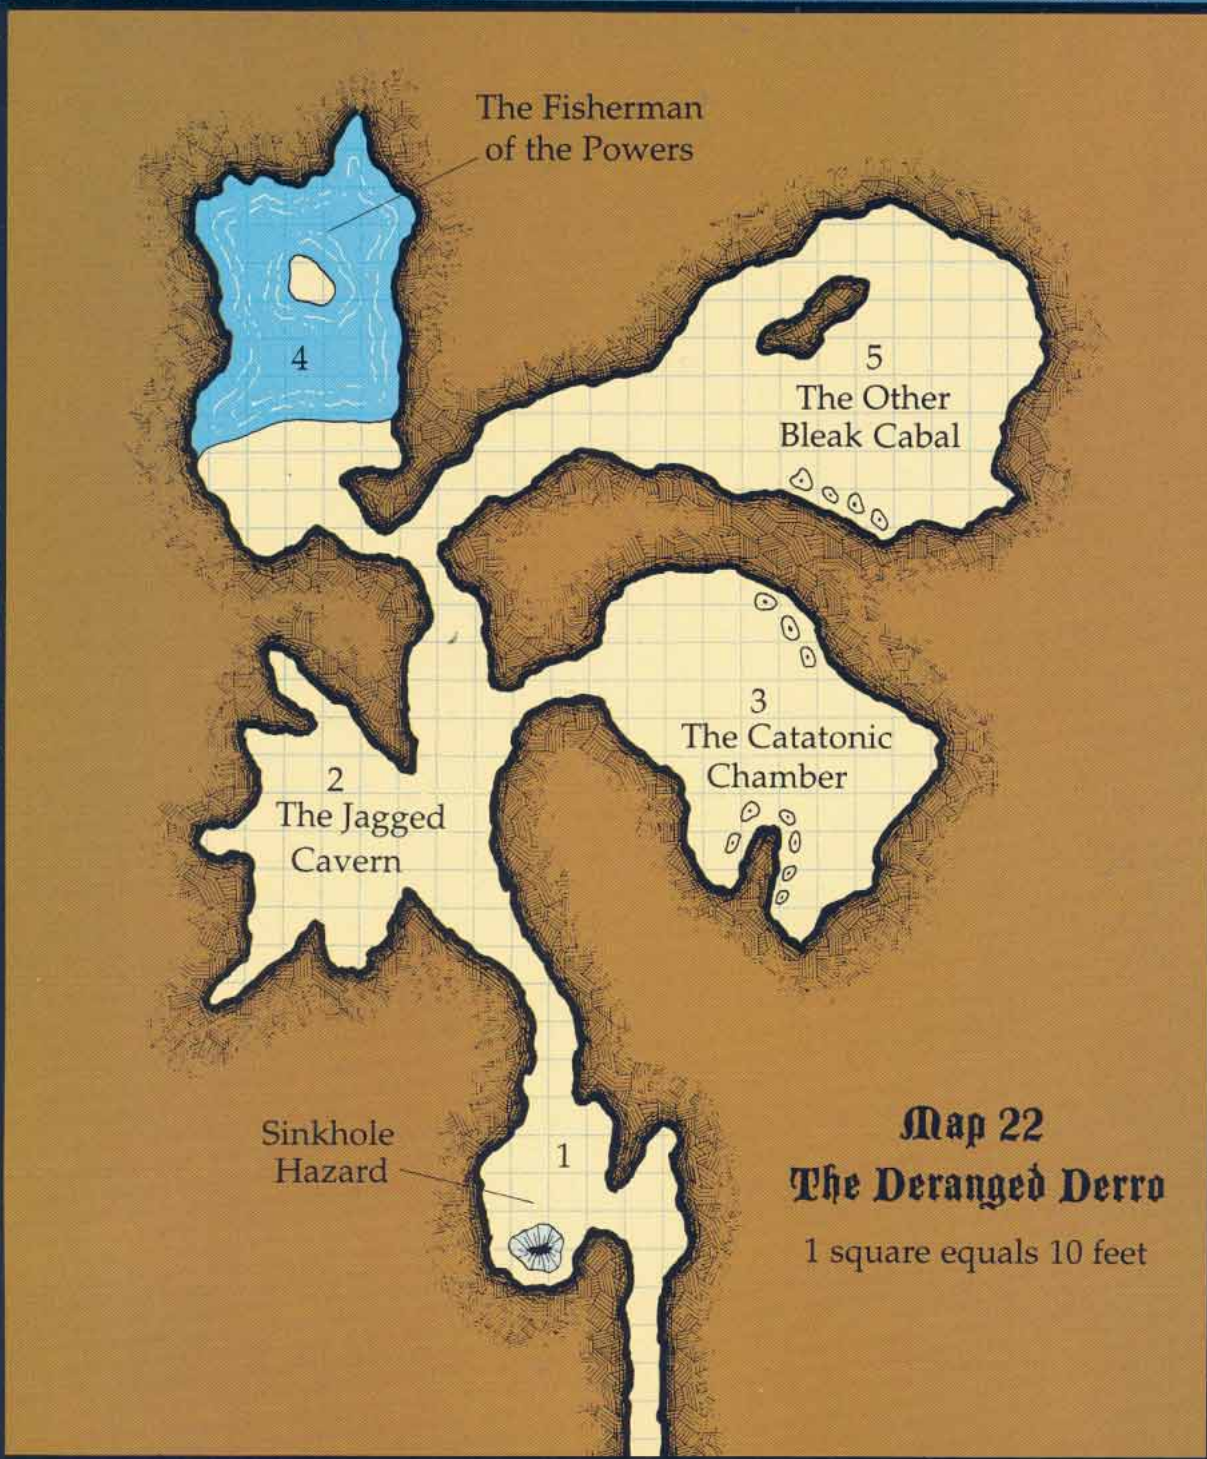 The Fisherman
of the Powers
4
5
The Other
Bleak Cabal
3
The Catatonic
Chamber
2
The Jagged
Cavern
Sinkhole
Hazard
1
Map 22
The Deranged Derro
1 square equals 10 feet